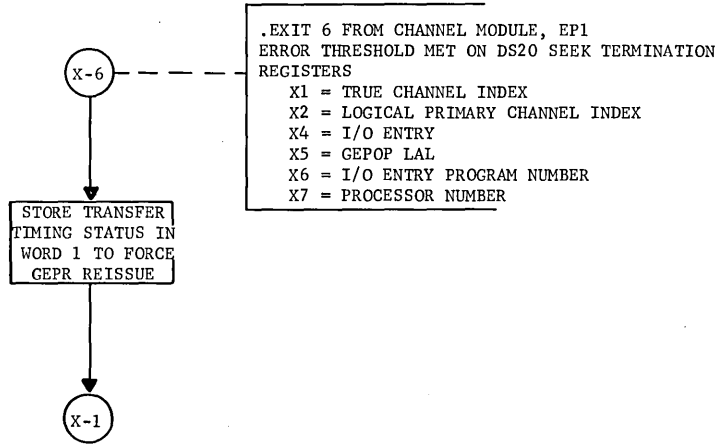 .EXIT 6 FROM CHANNEL MODULE, EP1
ERROR THRESHOLD MET ON DS20 SEEK TERMINATION
REGISTERS
X1 = TRUE CHANNEL INDEX
X2 = LOGICAL PRIMARY CHANNEL INDEX
X4 = I/O ENTRY
X5 = GEPOP LAL
X6 = I/O ENTRY PROGRAM NUMBER
X7 = PROCESSOR NUMBER
X-6
STORE TRANSFER
TIMING STATUS IN
WORD 1 TO FORCE
GEPR REISSUE
X-1